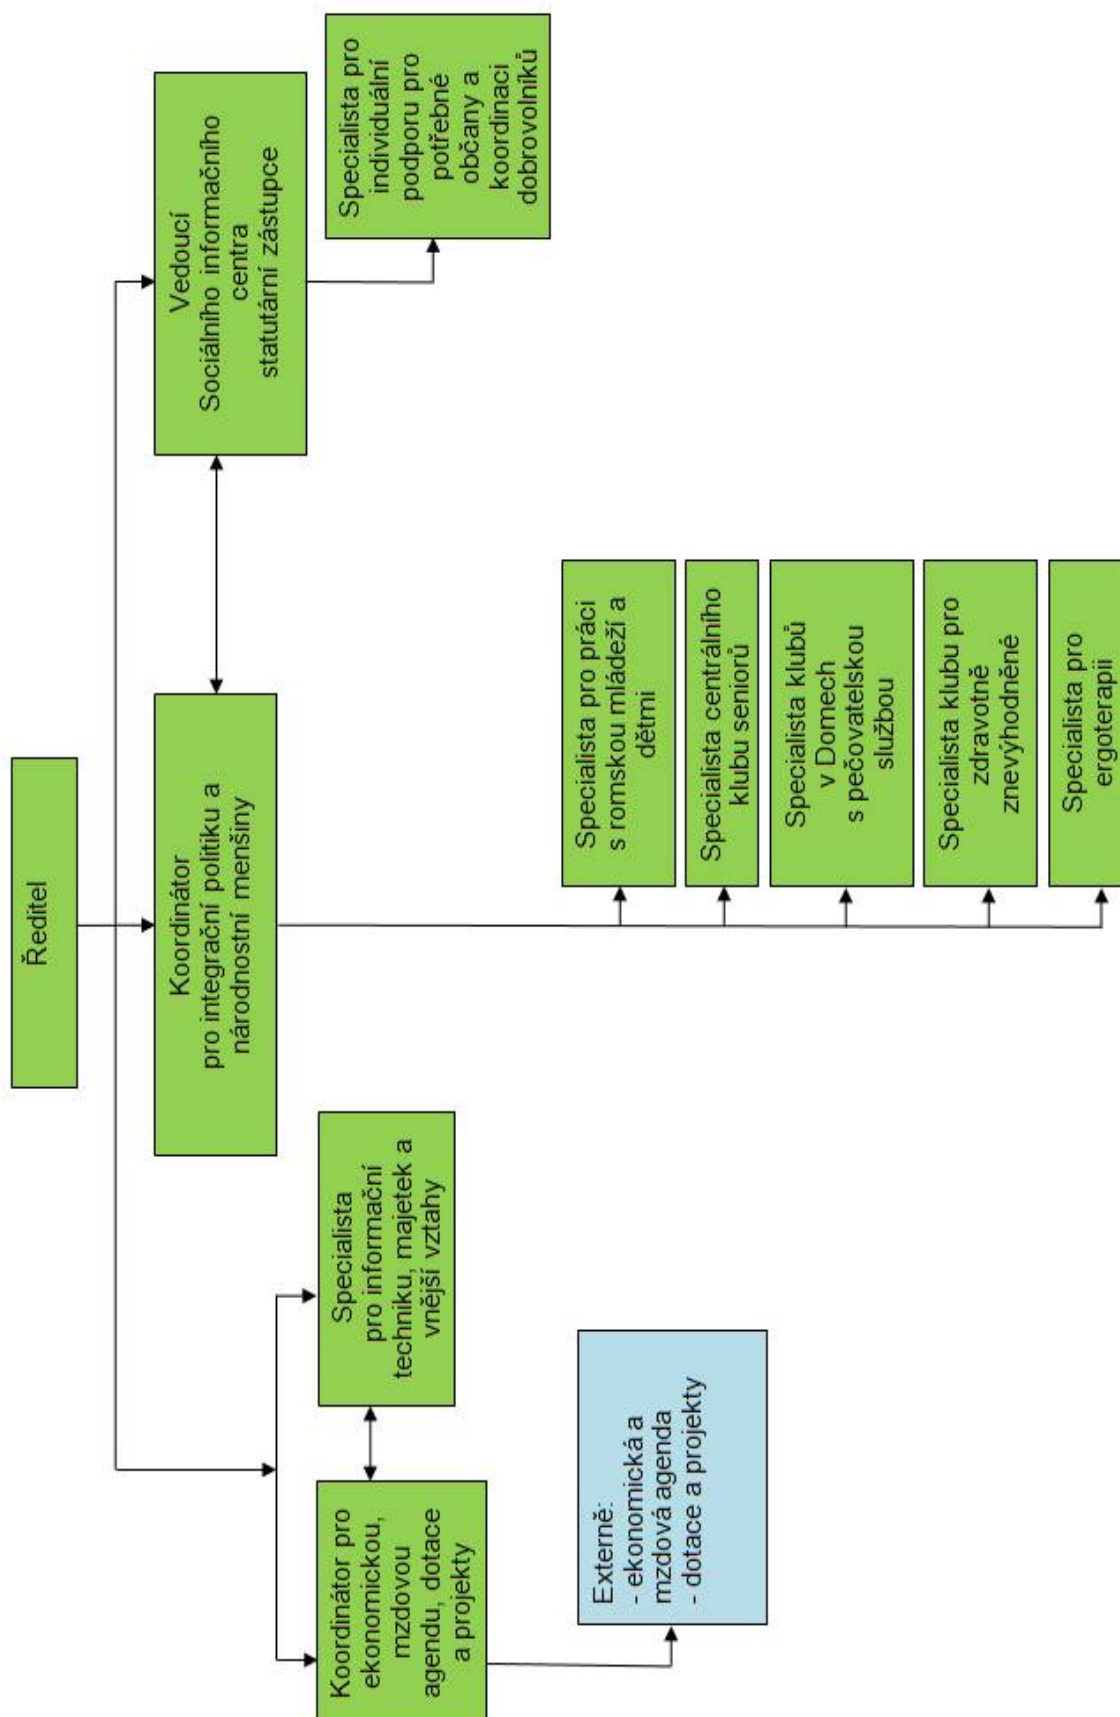 Ředitel
Koordinátor
pro integrační politiku a
národnostní menšiny
Vedoucí
Sociálního informačního
centra
statutární zástupce
Koordinátor pro
ekonomickou,
mzdovou
agendu, dotace
a projekty
Specialista
pro informační
techniku, majetek a
vnější vztahy
Specialista pro
individuální
podporu pro
potřebné
občany a
koordinaci
dobrovolníků
Externě:
- ekonomická a
mzdová agenda
- dotace a projekty
Specialista pro práci
s romskou mládeží a
dětmi
Specialista centrálního
klubu seniorů
Specialista klubů
v Domech
s pečovatelskou
službou
Specialista klubu pro
zdravotně
znevýhodněné
Specialista pro
ergoterapii